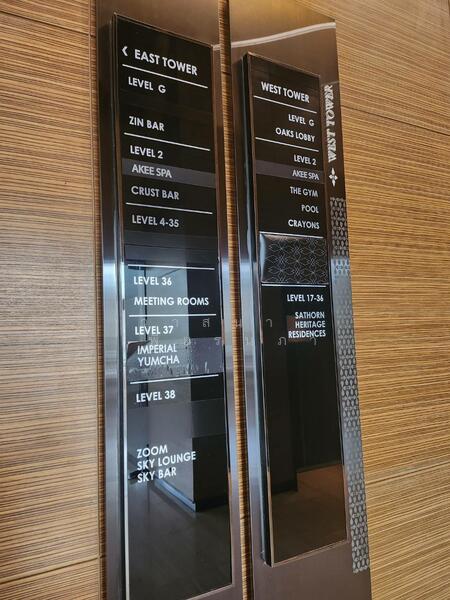 ‹ EAST TOWER
LEVEL G
ZIN BAR
LEVEL 2
AKEE SPA
CRUST BAR
LEVEL 4-35
LEVEL 36
MEETING ROOMS
LEVEL 37
IMPERIAL
YUMCHA
LEVEL 38
ZOOM
SKY LOUNGE
SKY BAR
WEST TOWER
LEVEL G
OAKS LOBBY
LEVEL 2
AKEE SPA
THE GYM
POOL
CRAYONS
LEVEL 17-36
SATHORN
HERITAGE
RESIDENCES
WEST TOWER